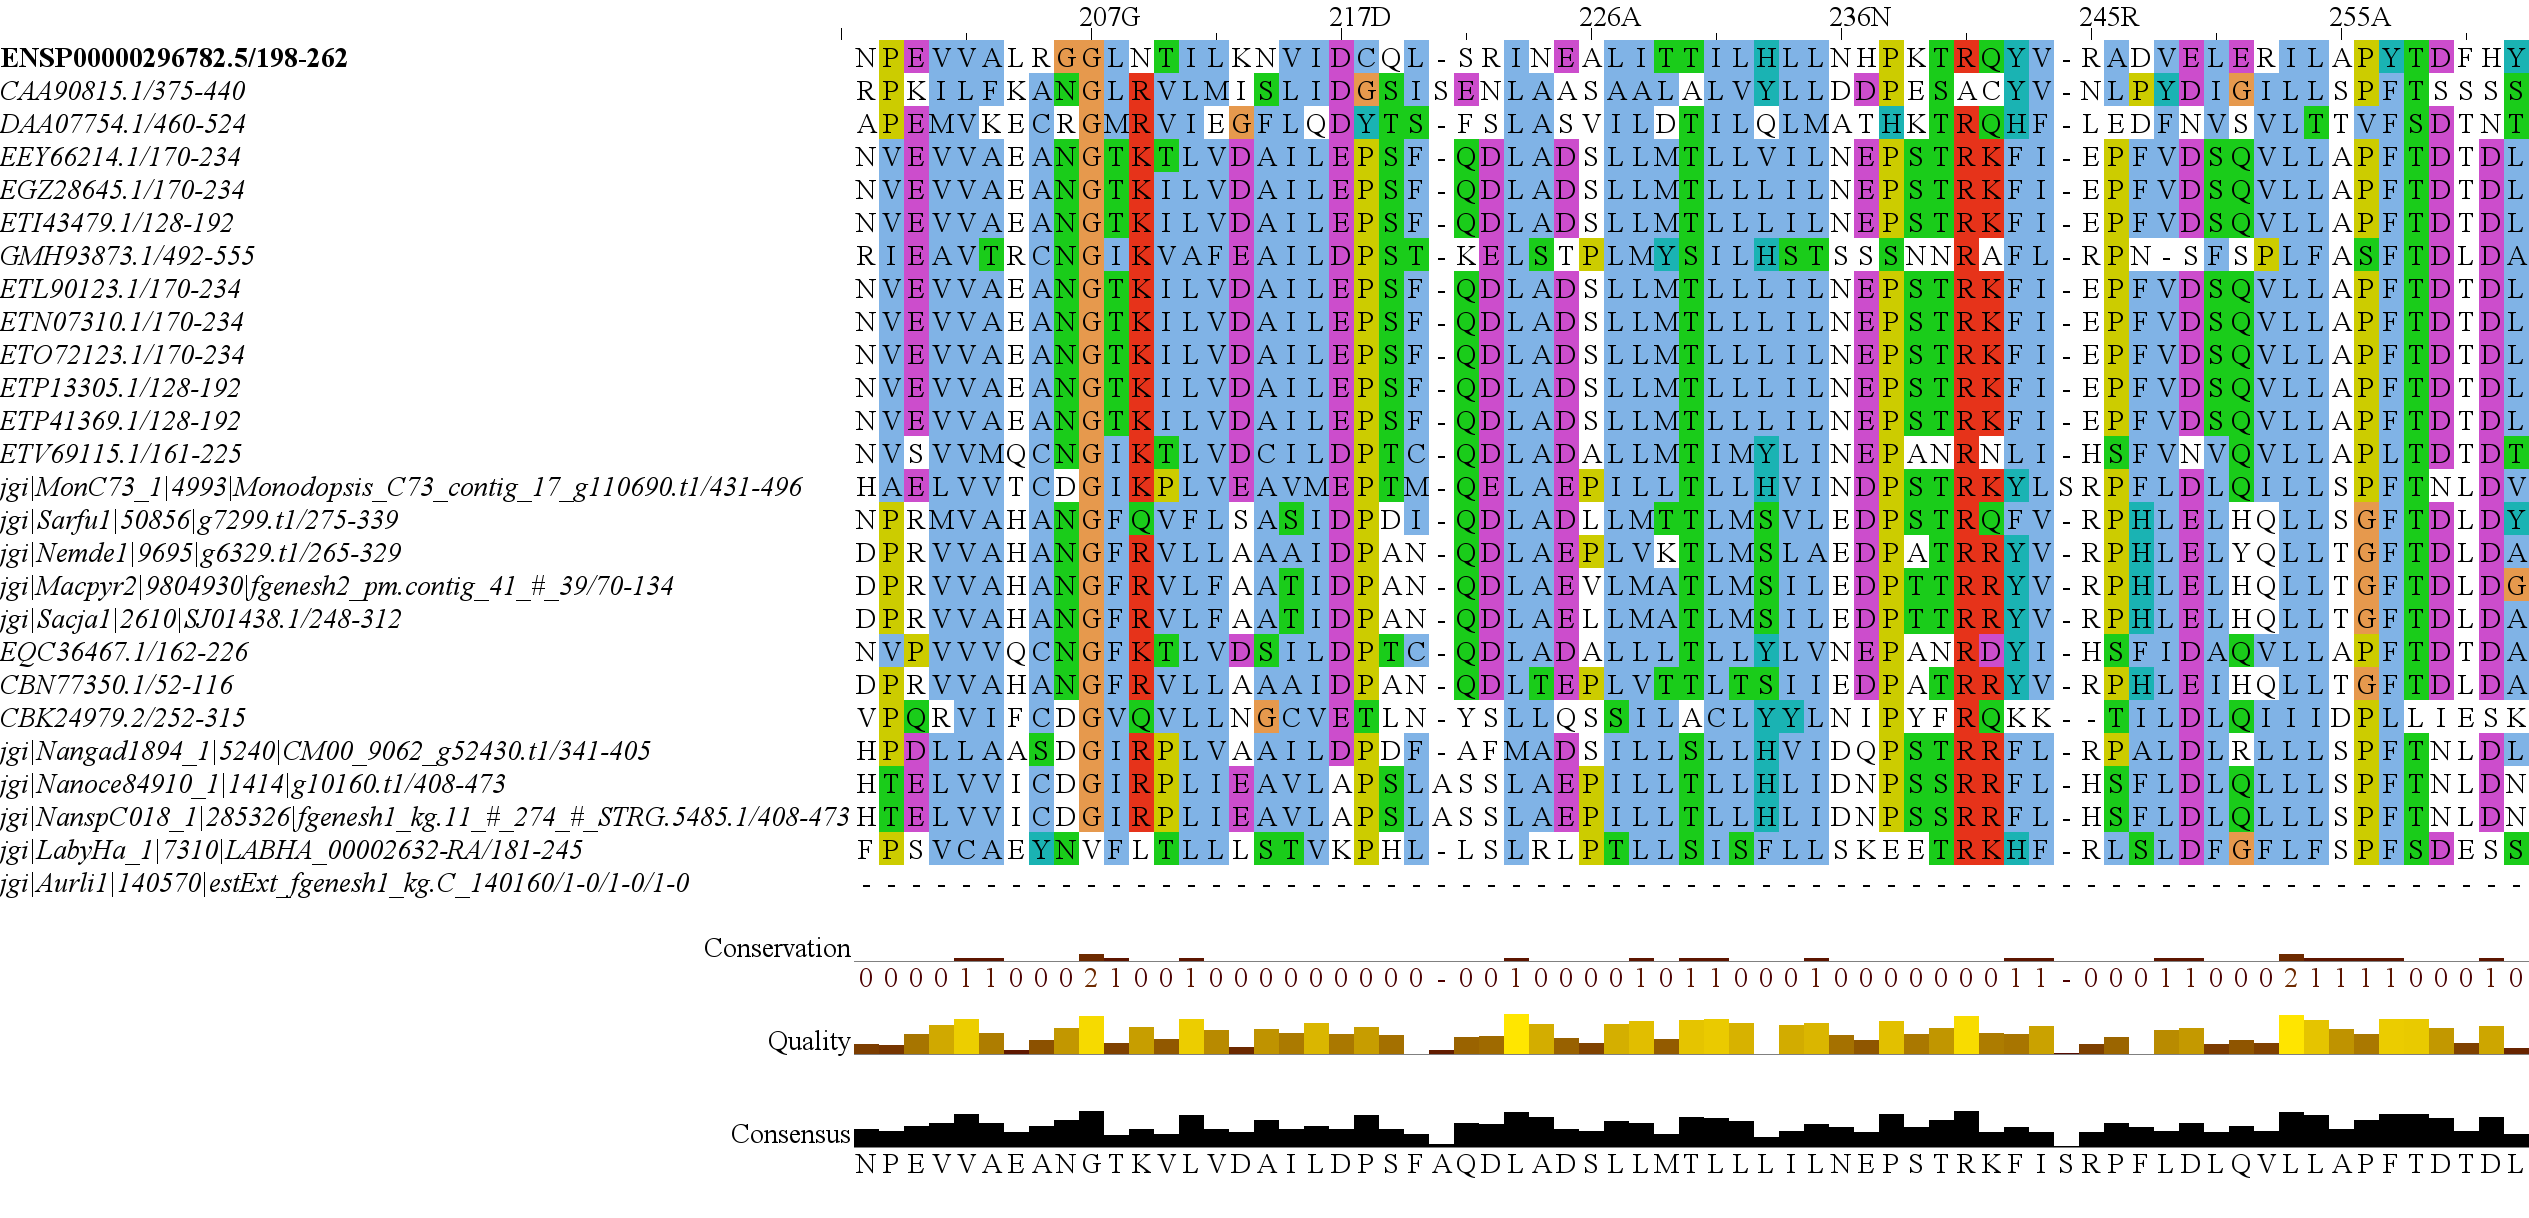 207G 217D 226A 236N 245R 255A
ENSP00000296782.5/198-262 NPEVVALRGGLNTILKNVIDCQL-SRINEALITTILHLLNHPKTRQYV-RADVELERILAPYTDFHY
CAA90815.1/375-440 RPKILFKANGLRVLMISLIDGSISENLAASAALALVYLLDDPESACYV-NLPYDIGILLSPFTSSSS
DAA07754.1/460-524 APEMVKECRGMRVIEGFLQDYTS-FSLASVILDTILQLMATHKTRQHF-LEDFNVSVLTTVFSDTNT
EEY66214.1/170-234 NVEVVAEANGTKTLVDAILEPSF-QDLADSLLMTLLVILNEPSTRKFI-EPFVDSQVLLAPFTDTDL
EGZ28645.1/170-234 NVEVVAEANGTKILVDAILEPSF-QDLADSLLMTLLLILNEPSTRKFI-EPFVDSQVLLAPFTDTDL
ETI43479.1/128-192 NVEVVAEANGTKILVDAILEPSF-QDLADSLLMTLLLILNEPSTRKFI-EPFVDSQVLLAPFTDTDL
GMH93873.1/492-555 RIEAVTRCNGIKVAFEAILDPST-KELSTPLMYSILHSTSSSNNRAFL-RPN-SFSPLFASFTDLDA
ETL90123.1/170-234 NVEVVAEANGTKILVDAILEPSF-QDLADSLLMTLLLILNEPSTRKFI-EPFVDSQVLLAPFTDTDL
ETN07310.1/170-234 NVEVVAEANGTKILVDAILEPSF-QDLADSLLMTLLLILNEPSTRKFI-EPFVDSQVLLAPFTDTDL
ETO72123.1/170-234 NVEVVAEANGTKILVDAILEPSF-QDLADSLLMTLLLILNEPSTRKFI-EPFVDSQVLLAPFTDTDL
ETP13305.1/128-192 NVEVVAEANGTKILVDAILEPSF-QDLADSLLMTLLLILNEPSTRKFI-EPFVDSQVLLAPFTDTDL
ETP41369.1/128-192 NVEVVAEANGTKILVDAILEPSF-QDLADSLLMTLLLILNEPSTRKFI-EPFVDSQVLLAPFTDTDL
ETV69115.1/161-225 NVSVVMQCNGIKTLVDCILDPTC-QDLADALLMTIMYLINEPANRNLI-HSFVNVQVLLAPLTDTDT
jgi|MonC73_1|4993|Monodopsis_C73_contig_17_g110690.t1/431-496 HAELVVTCDGIKPLVEAVMEPTM-QELAEPILLTLLHVINDPSTRKYLSRPFLDLQILLSPFTNLDV
jgi|Sarfu1|50856|g7299.t1/275-339 NPRMVAHANGFQVFLSASIDPDI-QDLADLLMTTLMSVLEDPSTRQFV-RPHLELHQLLSGFTDLDY
jgi|Nemde1|9695|g6329.t1/265-329 DPRVVAHANGFRVLLAAAIDPAN-QDLAEPLVKTLMSLAEDPATRRYV-RPHLELYQLLTGFTDLDA
jgi|Macpyr2|9804930|fgenesh2_pm.contig_41_#_39/70-134 DPRVVAHANGFRVLFAATIDPAN-QDLAEVLMATLMSILEDPTTRRYV-RPHLELHQLLTGFTDLDG
jgi|Sacja1|2610|SJ01438.1/248-312 DPRVVAHANGFRVLFAATIDPAN-QDLAELLMATLMSILEDPTTRRYV-RPHLELHQLLTGFTDLDA
EQC36467.1/162-226 NVPVVVQCNGFKTLVDSILDPTC-QDLADALLLTLLYLVNEPANRDYI-HSFIDAQVLLAPFTDTDA
CBN77350.1/52-116 DPRVVAHANGFRVLLAAAIDPAN-QDLTEPLVTTLTSIIEDPATRRYV-RPHLEIHQLLTGFTDLDA
CBK24979.2/252-315 VPQRVIFCDGVQVLLNGCVETLN-YSLLQSSILACLYYLNIPYFRQKK--TILDLQIIIDPLLIESK
jgi|Nangad1894_1|5240|CM00_9062_g52430.t1/341-405 HPDLLAASDGIRPLVAAILDPDF-AFMADSILLSLLHVIDQPSTRRFL-RPALDLRLLLSPFTNLDL
jgi|Nanoce84910_1|1414|g10160.t1/408-473 HTELVVICDGIRPLIEAVLAPSLASSLAEPILLTLLHLIDNPSSRRFL-HSFLDLQLLLSPFTNLDN
jgi|NanspC018_1|285326|fgenesh1_kg.11_#_274_#_STRG.5485.1/408-473 HTELVVICDGIRPLIEAVLAPSLASSLAEPILLTLLHLIDNPSSRRFL-HSFLDLQLLLSPFTNLDN
jgi|LabyHa_1|7310|LABHA_00002632-RA/181-245 FPSVCAEYNVFLTLLLSTVKPHL-LSLRLPTLLSISFLLSKEETRKHF-RLSLDFGFLFSPFSDESS
jgi|Aurli1|140570|estExt_fgenesh1_kg.C_140160/1-0/1-0/1-0 -------------------------------------------------------------------
Conservation
00001100021001000000000-0010000101100100000001 1-000110002111100010
Quality
Consensus
NPEVVAEANGTKVLVDAILDPSFAQDLADSLLMTLLLILNEPSTRKFISRPFLDLQVLLAPFTDTDL